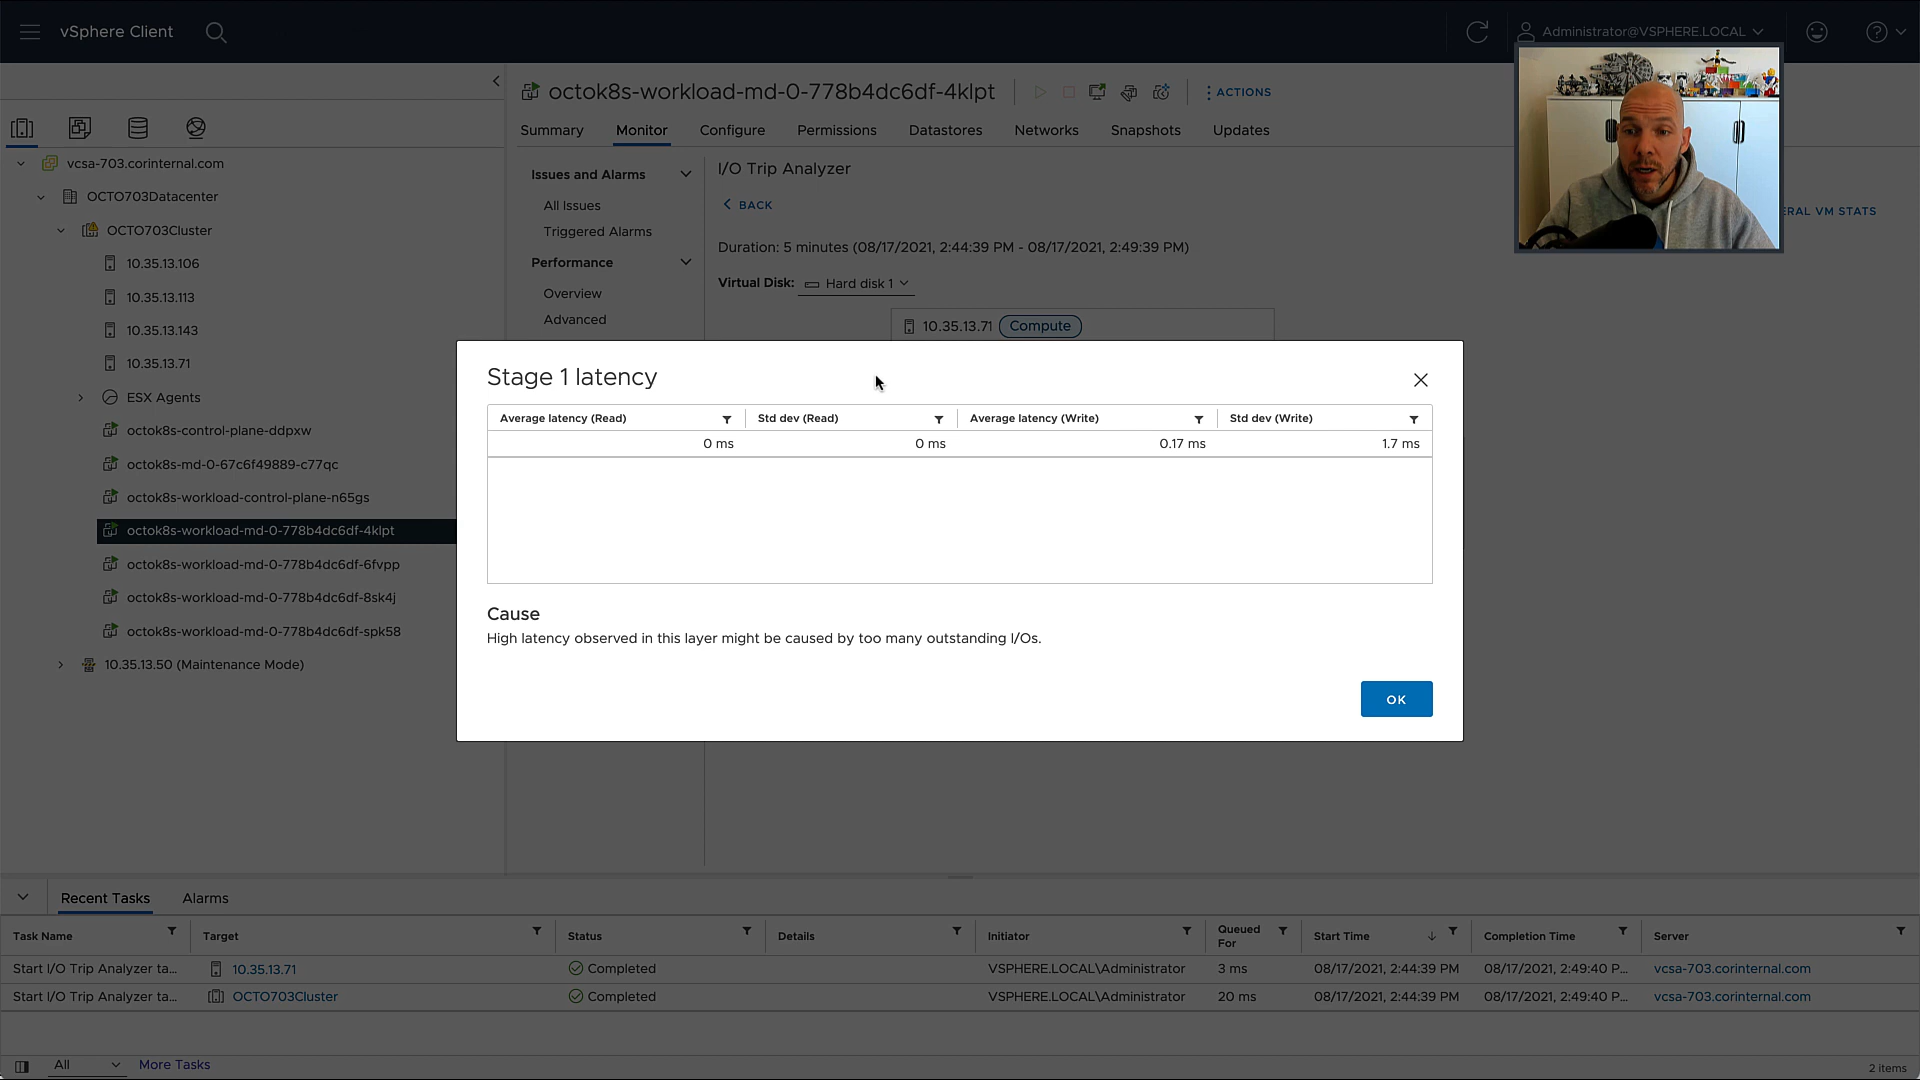 vSphere Client
Administrator@VSPHERE.LOCAL
vcsa-703.corinternal.com
OCTO703Datacenter
OCTO703Cluster
10.35.13.106
10.35.13.113
10.35.13.143
10.35.13.71
ESX Agents
octok8s-control-plane-ddpxw
octok8s-md-0-67c6f49889-c77qc
octok8s-workload-control-plane-n65gs
octok8s-workload-md-0-778b4dc6df-4klpt
octok8s-workload-md-0-778b4dc6df-6fvpp
octok8s-workload-md-0-778b4dc6df-8sk4j
octok8s-workload-md-0-778b4dc6df-spk58
10.35.13.50 (Maintenance Mode)
octok8s-workload-md-0-778b4dc6df-4klpt
ACTIONS
Summary Monitor Configure Permissions Datastores Networks Snapshots Updates
Issues and Alarms
All Issues
Triggered Alarms
Performance
Overview
Advanced
I/O Trip Analyzer
BACK
ERAL VM STATS
Duration: 5 minutes (08/17/2021, 2:44:39 PM - 08/17/2021, 2:49:39 PM)
Virtual Disk: Hard disk 1
10.35.13.71 Compute
Stage 1 latency
Average latency (Read) Std dev (Read) Average latency (Write) Std dev (Write)
0 ms 0 ms 0.17 ms 1.7 ms
Cause
High latency observed in this layer might be caused by too many outstanding I/Os.
OK
Recent Tasks Alarms
Task Name Target Status Details Initiator Queued For Start Time Completion Time Server
Start I/O Trip Analyzer ta... 10.35.13.71 Completed VSPHERE.LOCAL\Administrator 3 ms 08/17/2021, 2:44:39 PM 08/17/2021, 2:49:40 P... vcsa-703.corinternal.com
Start I/O Trip Analyzer ta... OCTO703Cluster Completed VSPHERE.LOCAL\Administrator 20 ms 08/17/2021, 2:44:39 PM 08/17/2021, 2:49:40 P... vcsa-703.corinternal.com
All More Tasks
2 items